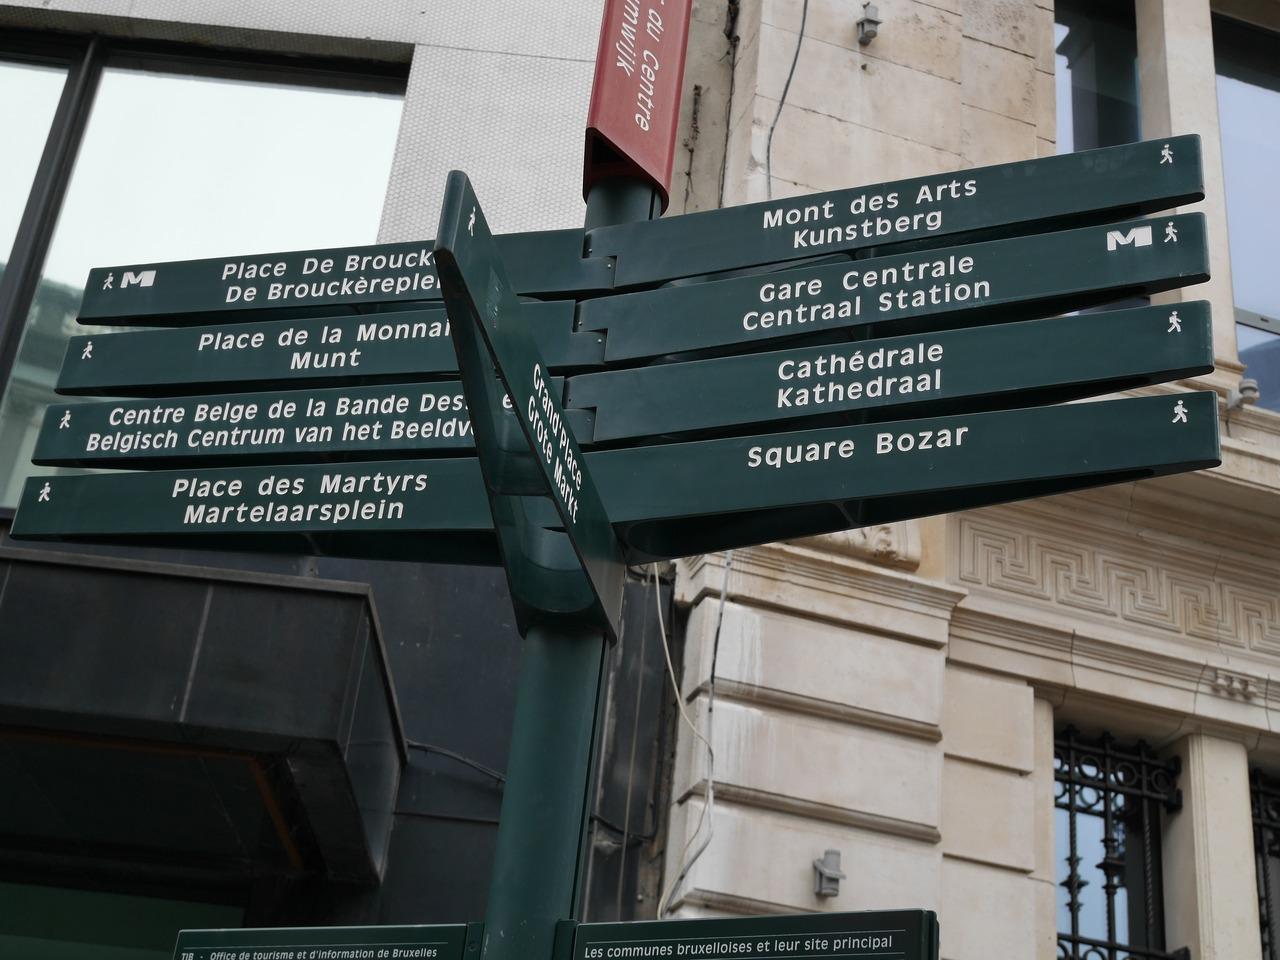 du Centre
mwijk
Mont des Arts
Kunstberg
M
Gare Centrale
Centraal Station
Cathédrale
Kathedraal
Square Bozar
M
Place De Brouck
De Brouckèreplei
Place de la Monnai
Munt
Centre Belge de la Bande Des
Belgisch Centrum van het Beeldv
Place des Martyrs
Martelaarsplein
Grand'Place
Grote Markt
TIB - Office de tourisme et d'information de Bruxelles
Les communes bruxelloises et leur site principal